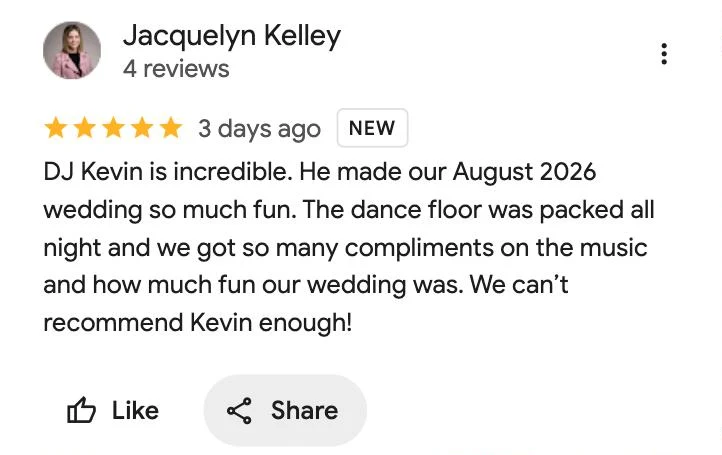 Jacquelyn Kelley
4 reviews
3 days ago NEW
DJ Kevin is incredible. He made our August 2026
wedding so much fun. The dance floor was packed all
night and we got so many compliments on the music
and how much fun our wedding was. We can’t
recommend Kevin enough!
Like Share